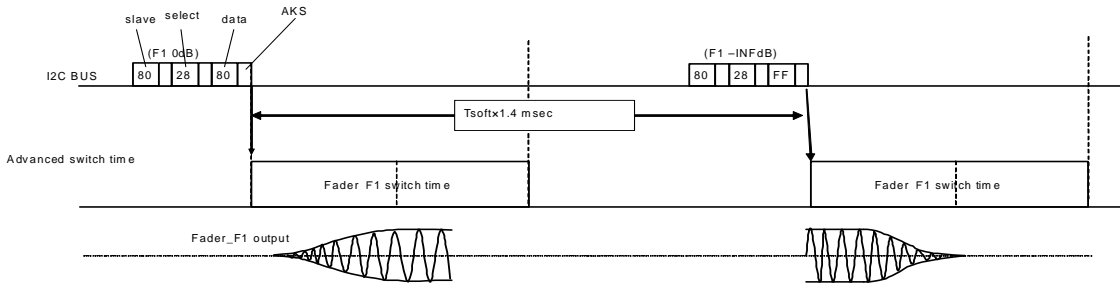 slave select data AKS
(F1 0dB) (F1 –INFdB)
I2C BUS 80 28 80 80 28 FF
Tsoft×1.4 msec
Advanced switch time
Fader F1 switch time Fader F1 switch time
Fader_F1 output